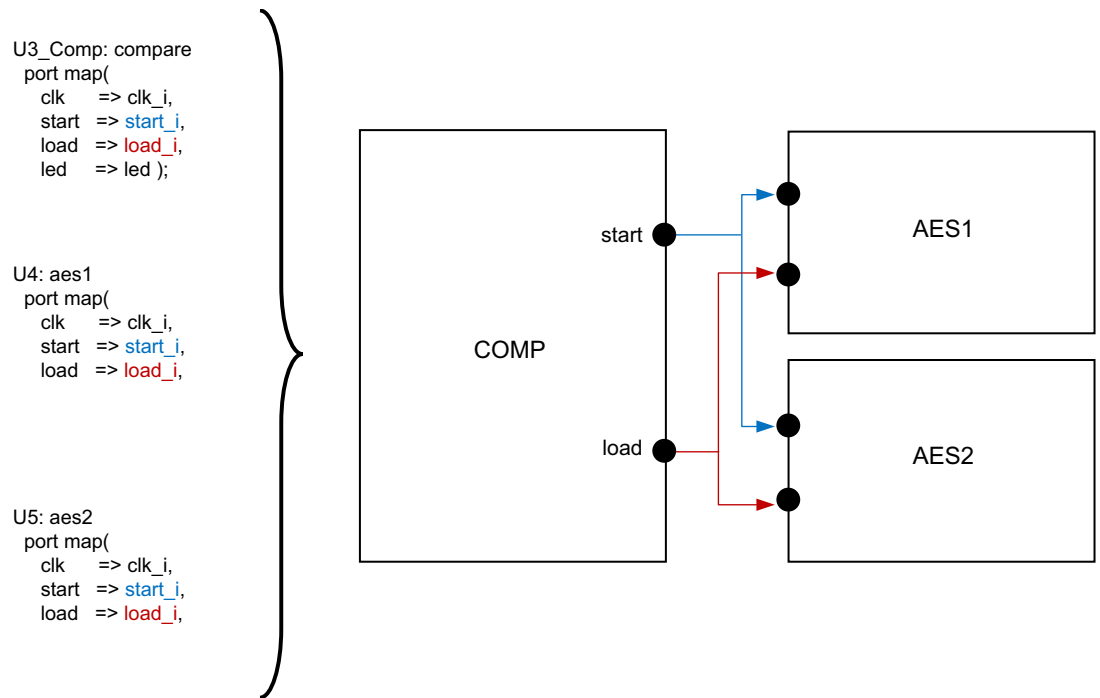 U3_Comp: compare
port map(
clk => clk_i,
start => start_i,
load => load_i,
led => led );
U4: aes1
port map(
clk => clk_i,
start => start_i,
load => load_i,
U5: aes2
port map(
clk => clk_i,
start => start_i,
load => load_i,
COMP
start
load
AES1
AES2